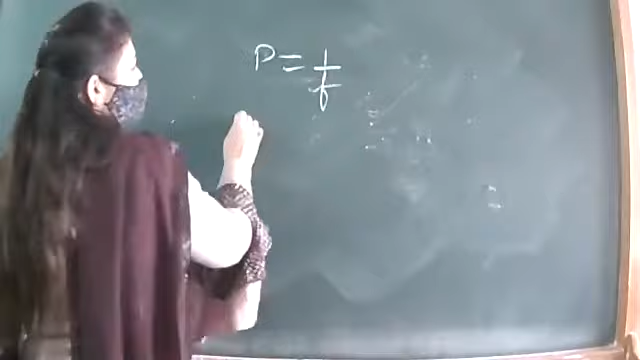 P = 1/f